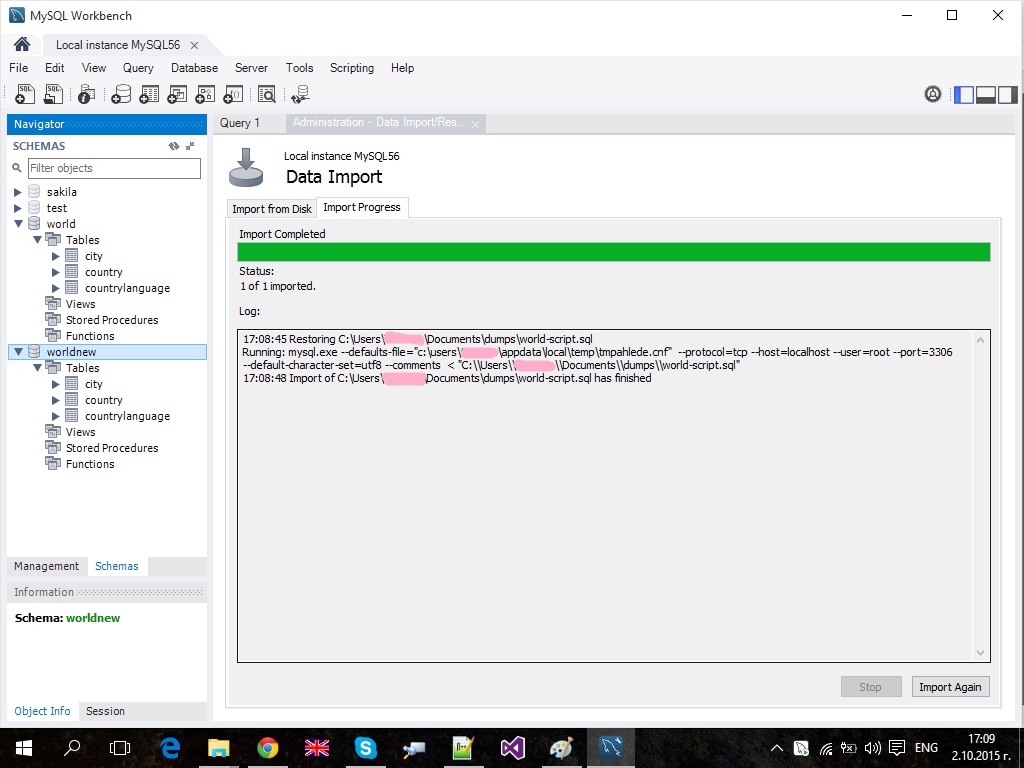 MySQL Workbench
Local instance MySQL56
File Edit View Query Database Server Tools Scripting Help
Navigator
SCHEMAS
Filter objects
sakila
test
world
Tables
city
country
countrylanguage
Views
Stored Procedures
Functions
worldnew
Tables
city
country
countrylanguage
Views
Stored Procedures
Functions
Management Schemas
Information
Schema: worldnew
Object Info Session
Query 1 Administration - Data Import/Res...
Local instance MySQL56
Data Import
Import from Disk Import Progress
Import Completed
Status:
1 of 1 imported.
Log:
17:08:45 Restoring C:\Users\ \Documents\dumps\world-script.sql
Running: mysql.exe --defaults-file="c:\users\ \appdata\local\temp\tmpahlede.cnf" --protocol=tcp --host=localhost --user=root --port=3306
--default-character-set=utf8 --comments < "C:\\Users\\ \\Documents\\dumps\\world-script.sql"
17:08:48 Import of C:\Users\ \Documents\dumps\world-script.sql has finished
Stop Import Again
ENG
17:09
2.10.2015 г.